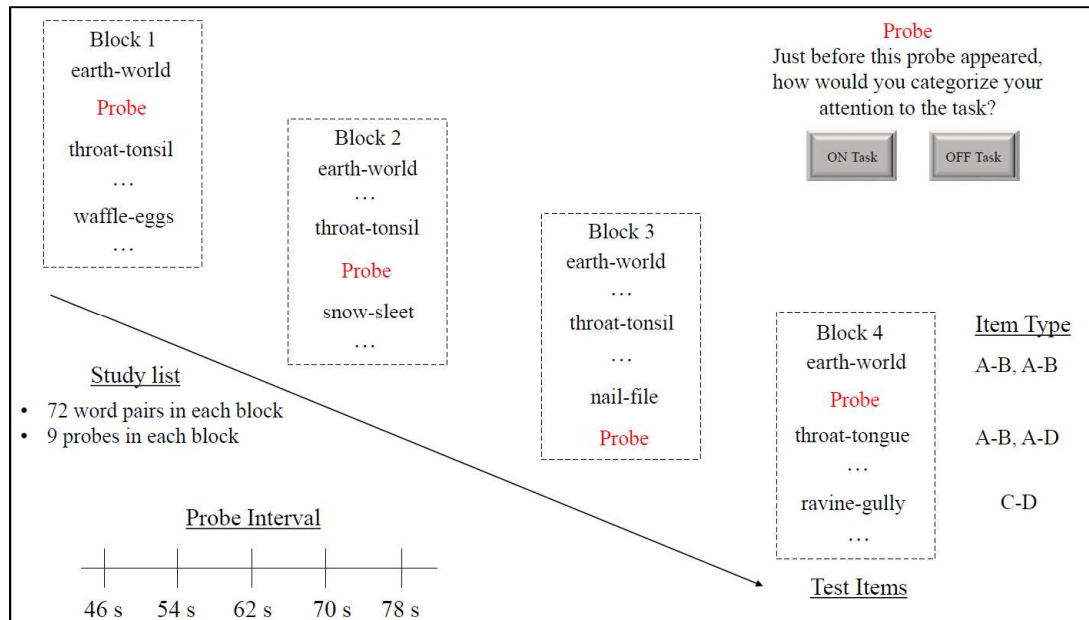 Block 1
earth-world
Probe
throat-tonsil
…
waffle-eggs
…
Block 2
earth-world
…
throat-tonsil
Probe
snow-sleet
…
Block 3
earth-world
…
throat-tonsil
…
nail-file
Probe
Block 4
earth-world
Probe
throat-tongue
…
ravine-gully
…
Item Type
A-B, A-B
A-B, A-D
C-D
Probe
Just before this probe appeared,
how would you categorize your
attention to the task?
ON Task
OFF Task
Study list
• 72 word pairs in each block
• 9 probes in each block
Probe Interval
46 s 54 s 62 s 70 s 78 s
Test Items